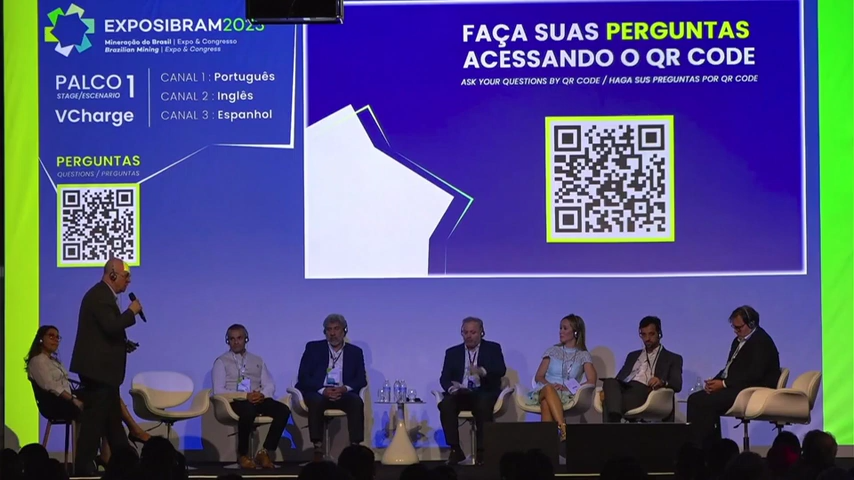 EXPOSIBRAM2023
Mineração do Brasil | Expo & Congresso
Brazilian Mining | Expo & Congress
PALCO 1
STAGE/ESCENARIO
VCharge
CANAL 1 : Português
CANAL 2 : Inglês
CANAL 3 : Espanhol
PERGUNTAS
QUESTIONS / PREGUNTAS
FAÇA SUAS PERGUNTAS
ACESSANDO O QR CODE
ASK YOUR QUESTIONS BY QR CODE / HAGA SUS PREGUNTAS POR QR CODE